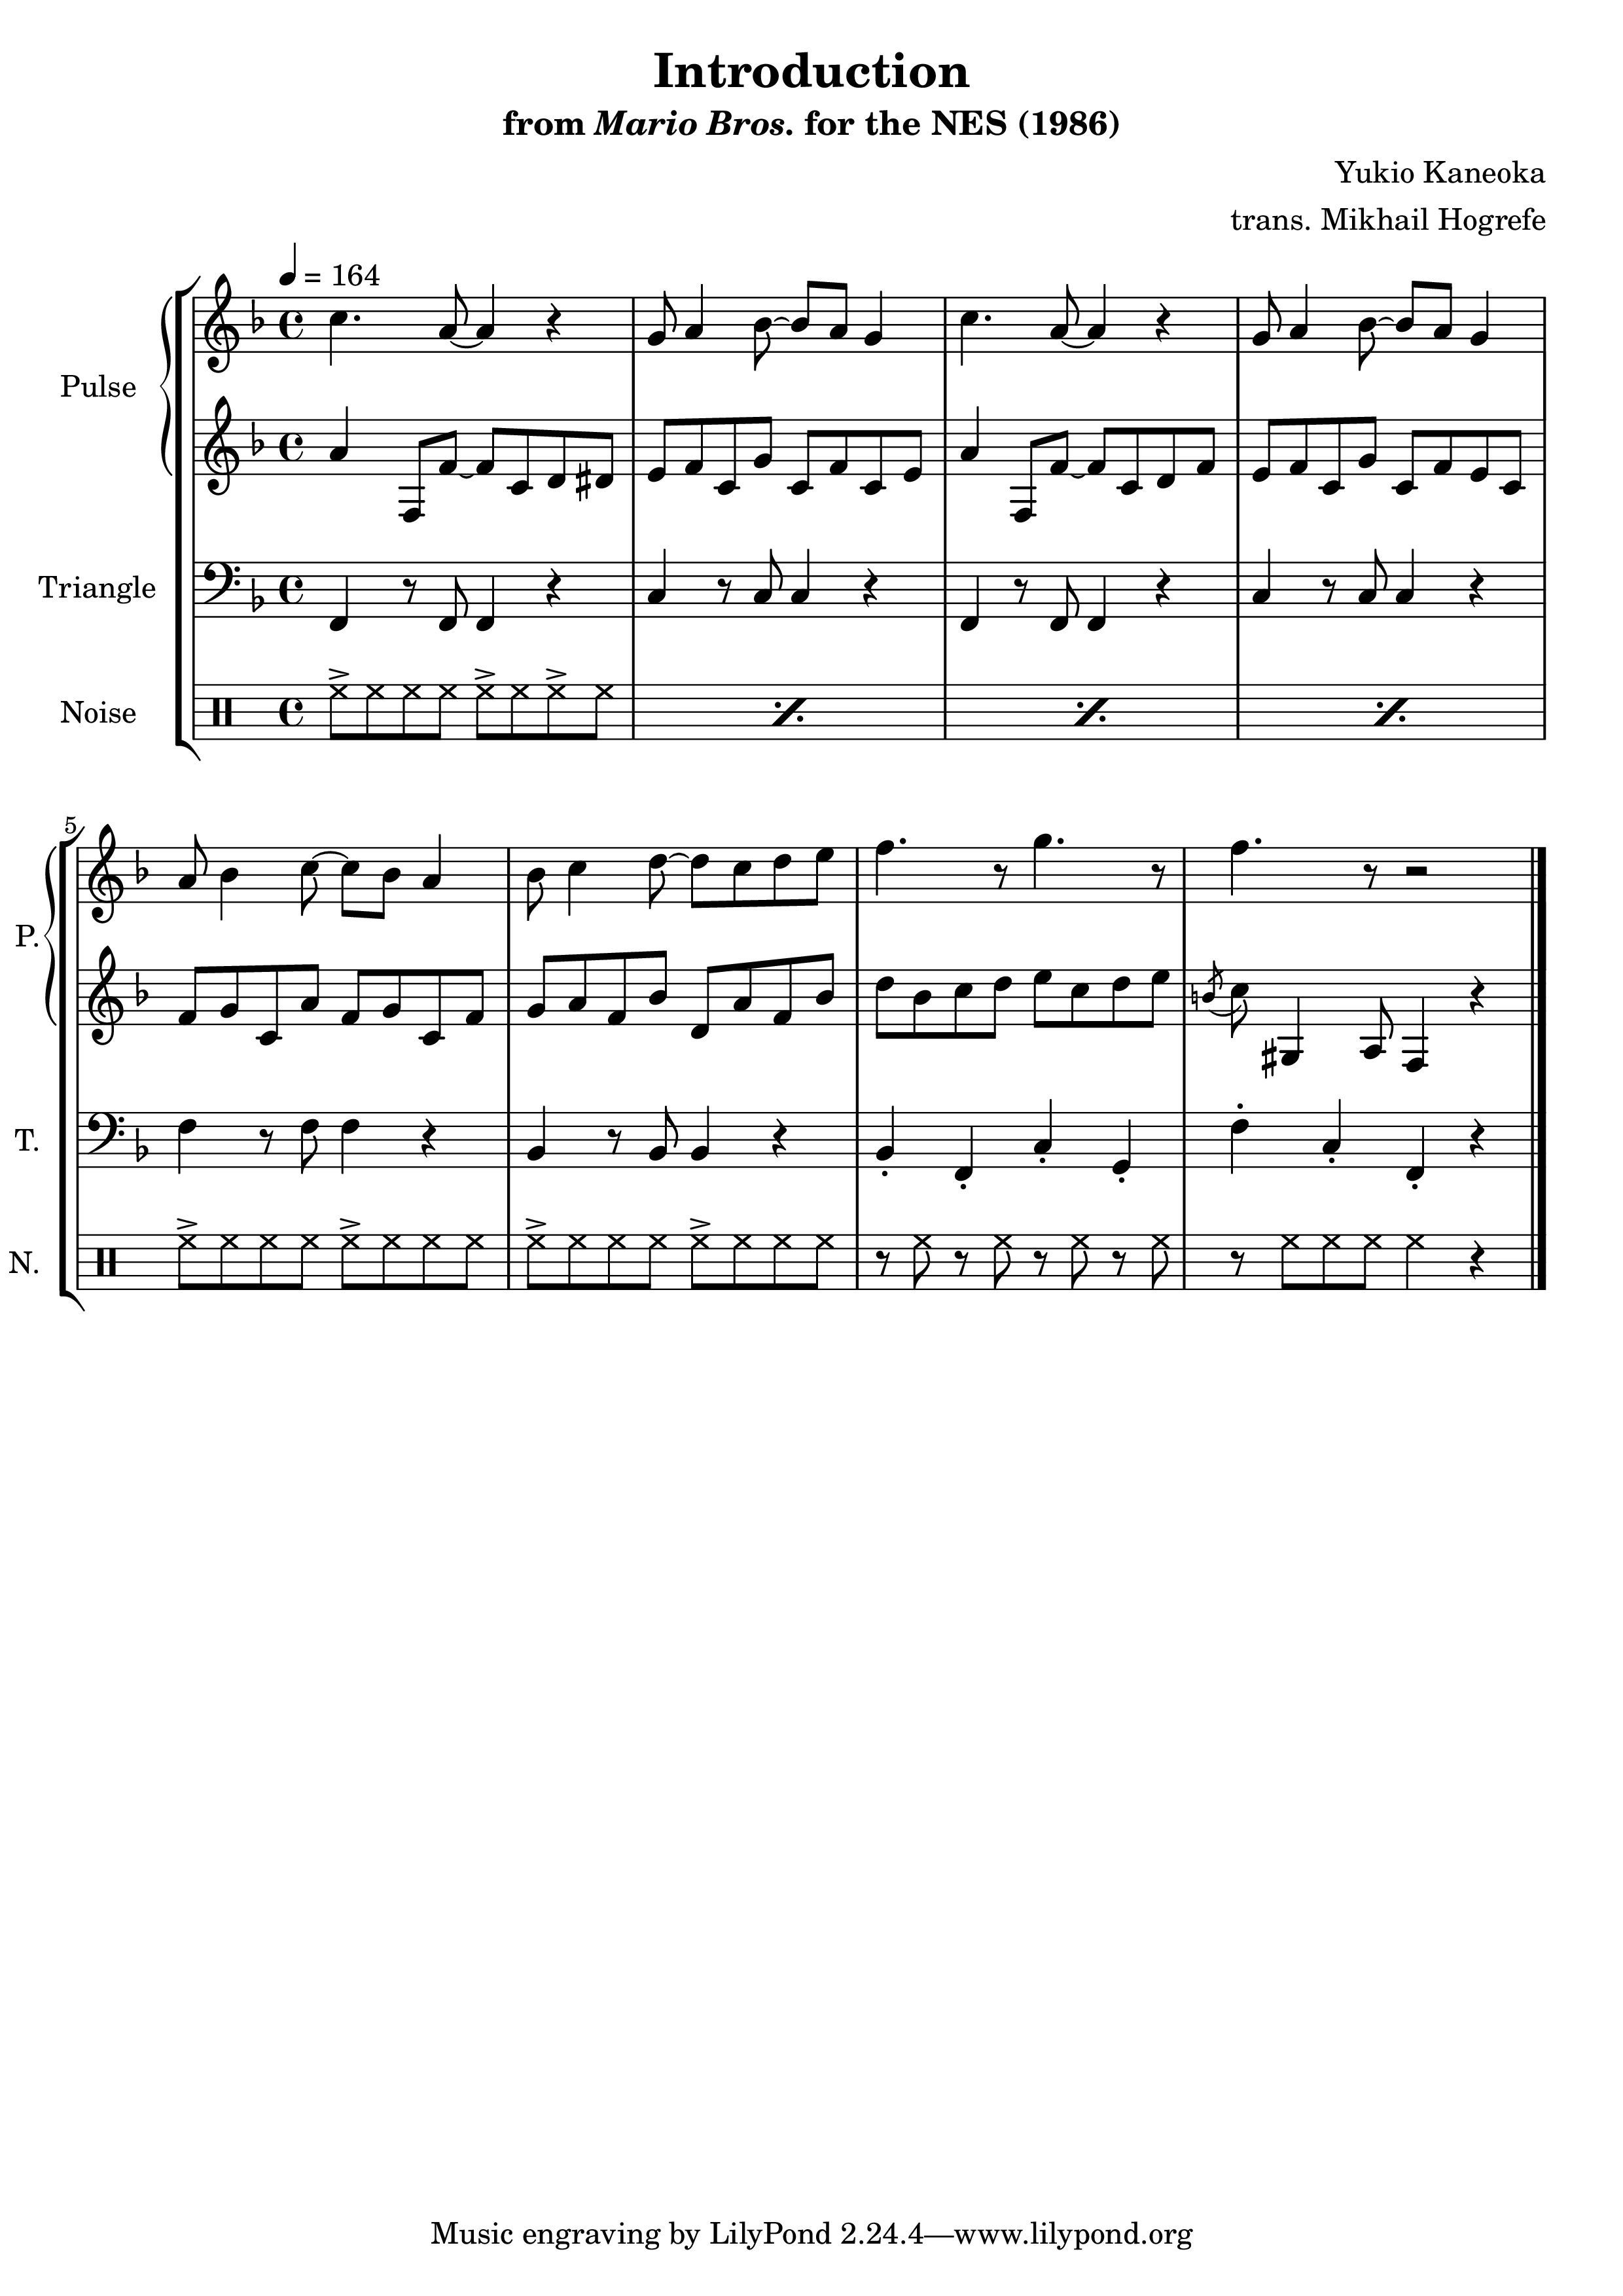 Introduction
from Mario Bros. for the NES (1986)
Yukio Kaneoka
trans. Mikhail Hogrefe
♩ = 164
Pulse
Triangle
Noise
5
P.
T.
N.
Music engraving by LilyPond 2.24.4—www.lilypond.org